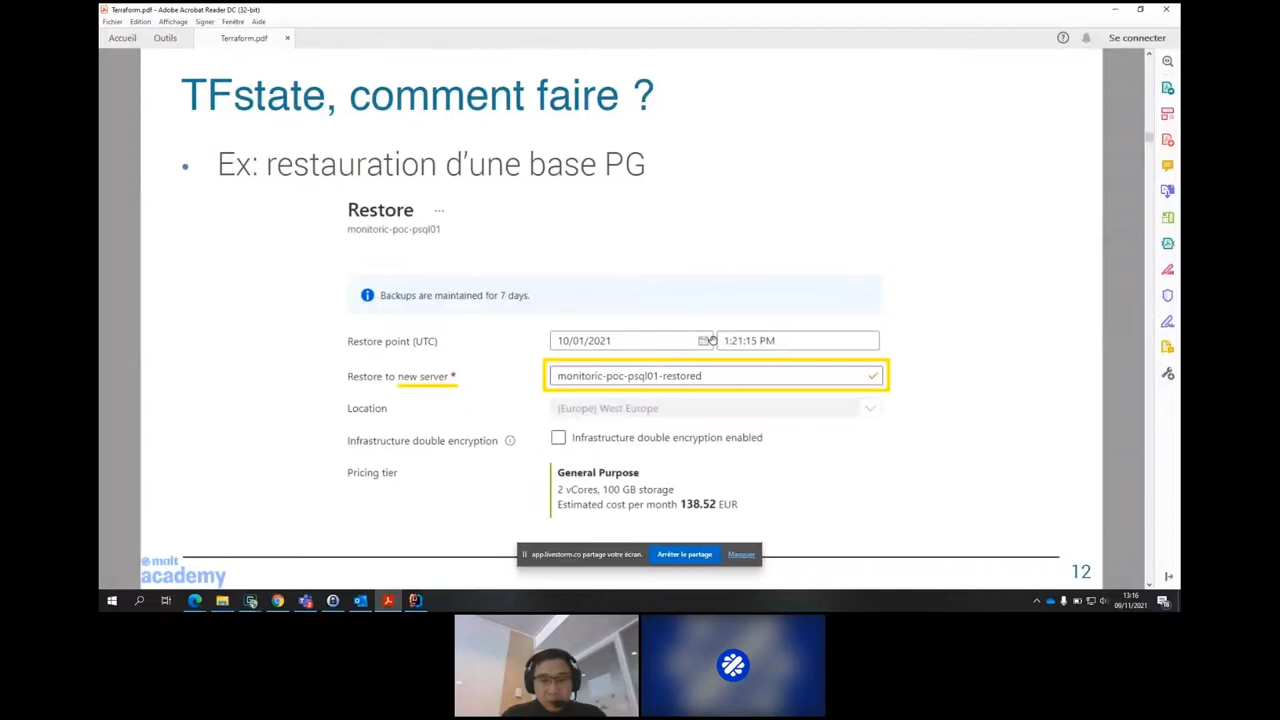 Terraform.pdf - Adobe Acrobat Reader DC (32-bit)
Fichier Edition Affichage Signer Fenêtre Aide
Accueil Outils Terraform.pdf × Se connecter
TFstate, comment faire ?
• Ex: restauration d'une base PG
Restore ...
monitoric-poc-psql01
Backups are maintained for 7 days.
Restore point (UTC) 10/01/2021 1:21:15 PM
Restore to new server * monitoric-poc-psql01-restored
Location (Europe) West Europe
Infrastructure double encryption Infrastructure double encryption enabled
Pricing tier General Purpose
2 vCores, 100 GB storage
Estimated cost per month 138.52 EUR
app.livestorm.co partage votre écran. Arrêter le partage Masquer
malt
academy
12
13:16
09/11/2021